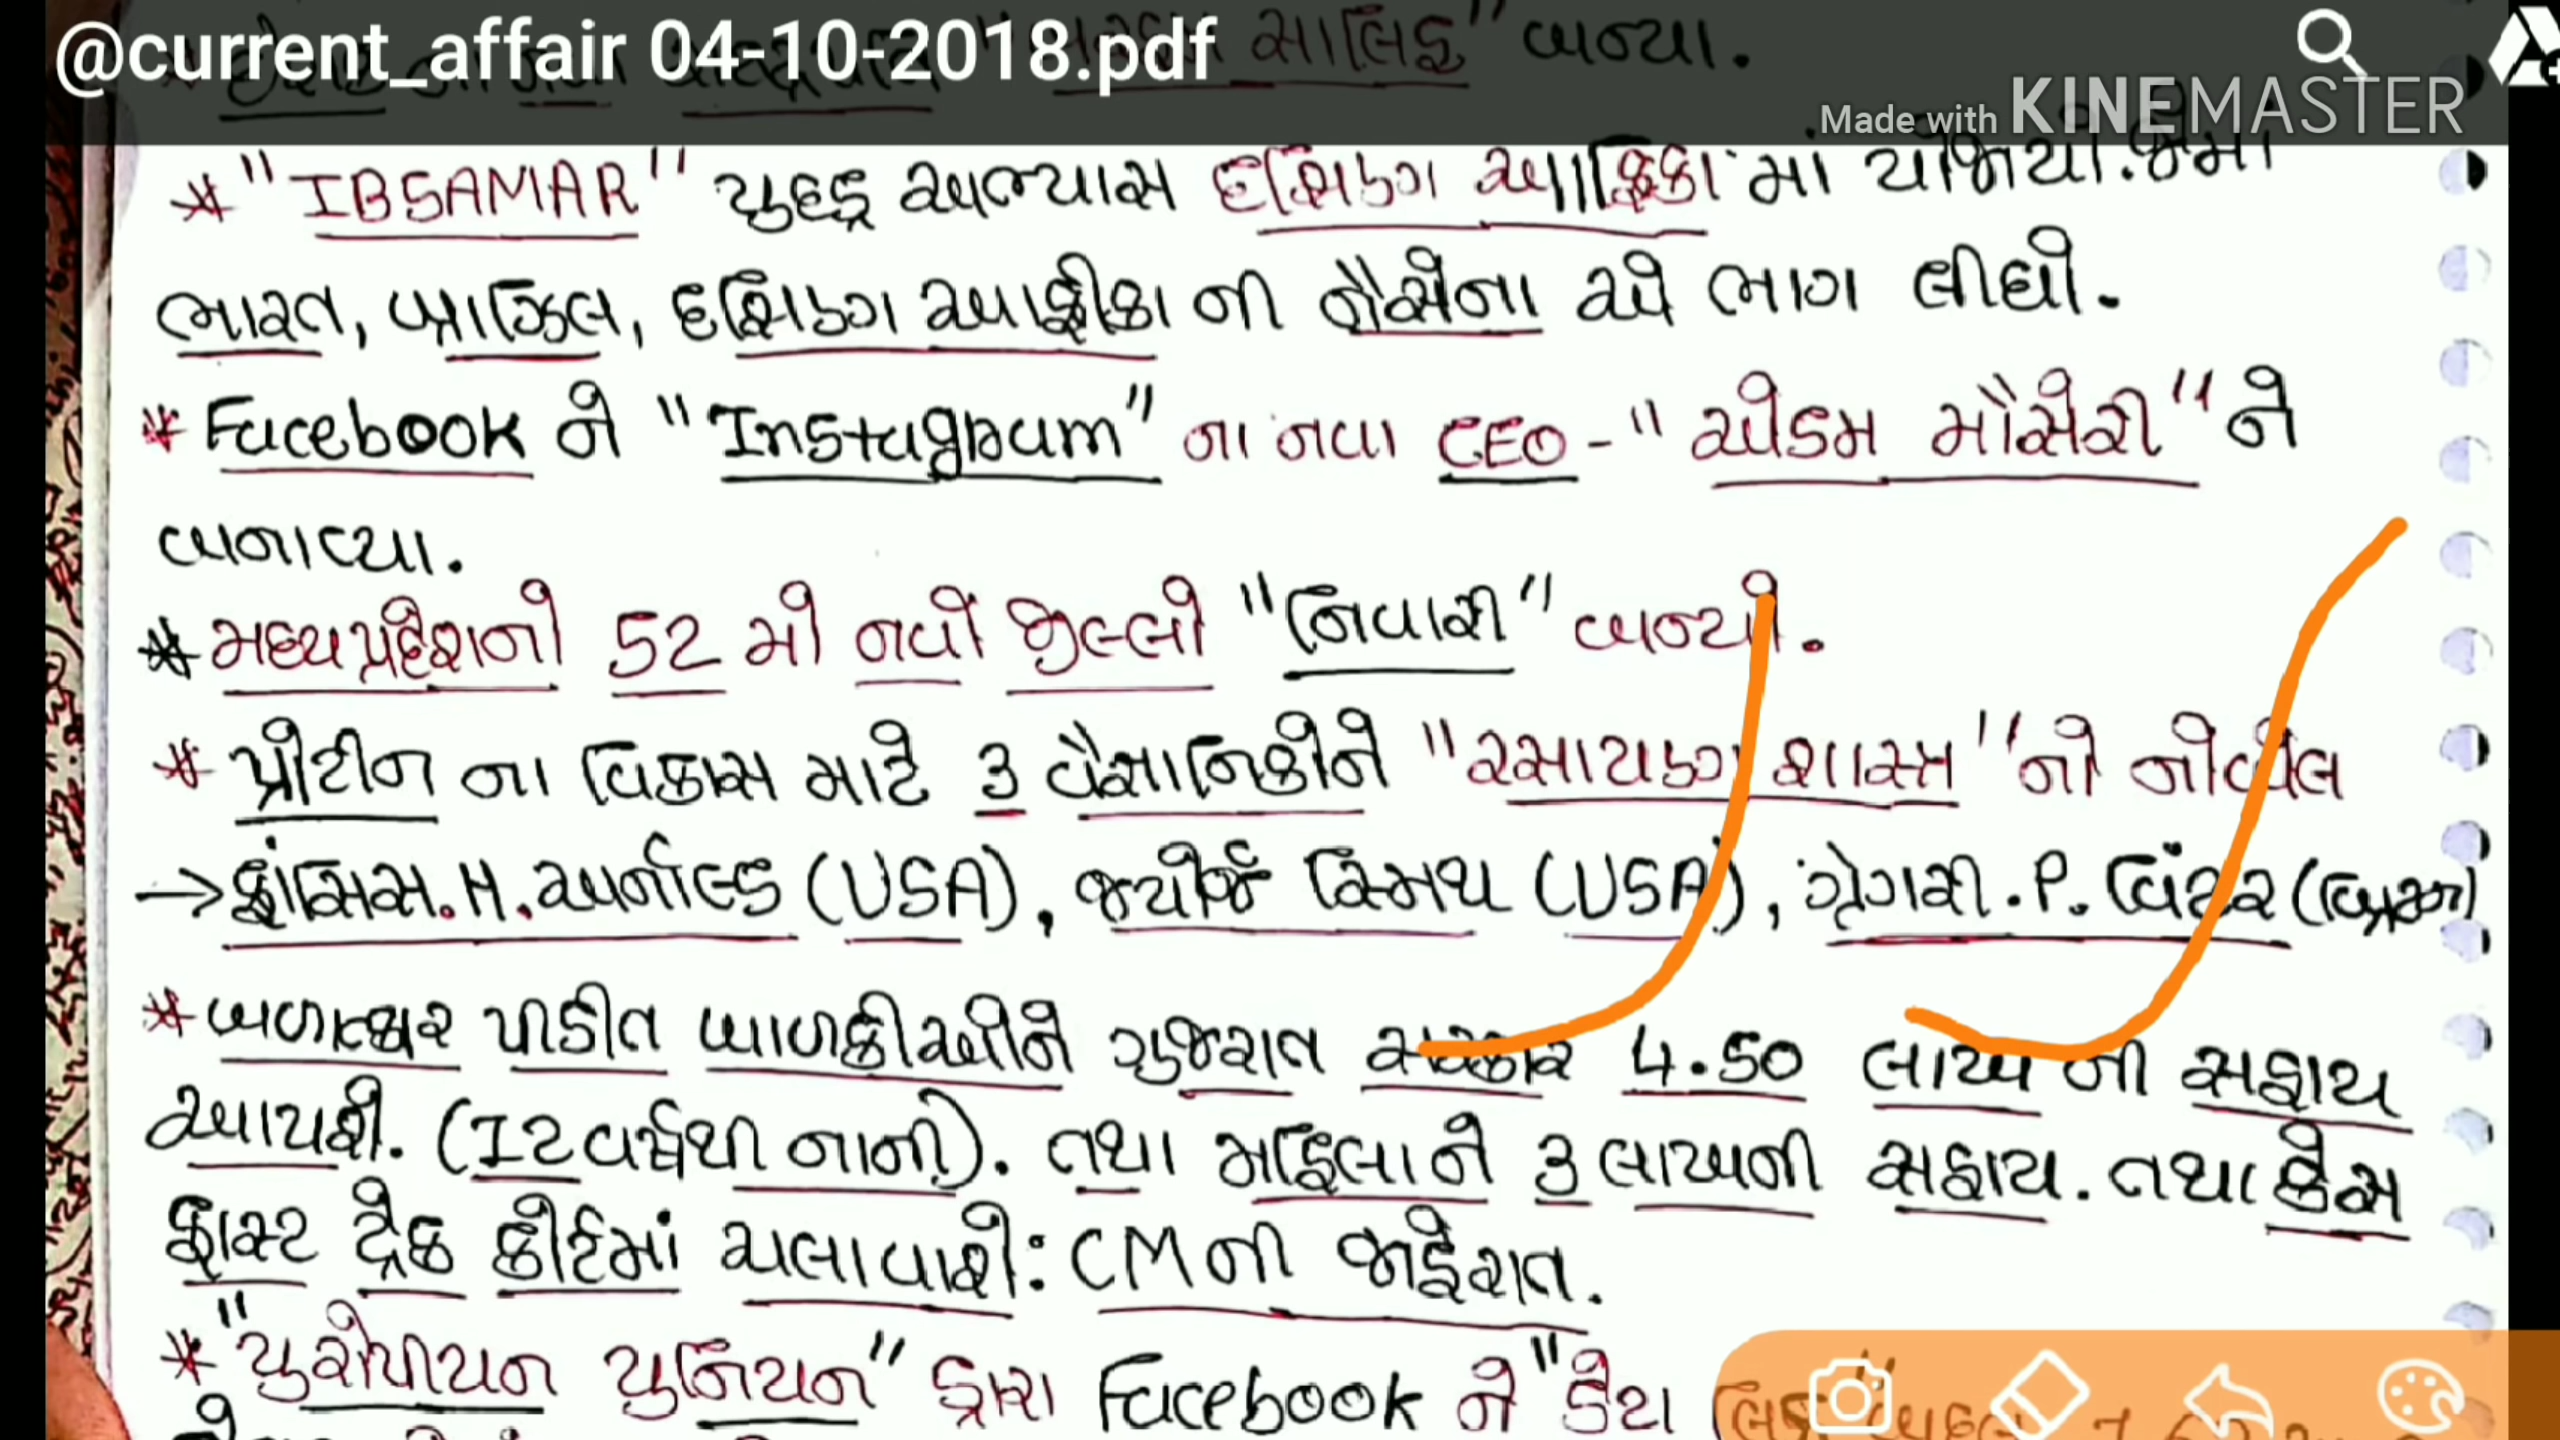 @current_affair 04-10-2018.pdf
માલિક" બન્યા.
Made with KINEMASTER
* "IBSAMAR" યુદ્ધ અભ્યાસ દક્ષિણ આફ્રિકા માં યોજાયો. જેમાં
ભારત, બ્રાઝિલ, દક્ષિણ આફ્રીકા ની નૌસેના એ ભાગ લીધો.
* Facebook ને "Instagram" ના નવા CEO - "એડમ મોંસેરી" ને
બનાવ્યા.
* મધ્યપ્રદેશનો 52 મો નવો જીલ્લો "નિવારી" બન્યો.
* પ્રોટીન ના વિકાસ માટે 3 વૈજ્ઞાનિકોને "રસાયણ શાસ્ત્ર" નો નોબેલ
→ ફ્રાંસિસ. H. અર્નાલ્ડ (USA), જ્યોર્જ સ્મિથ (USA), ગ્રેગરી. P. વિંટર (બ્રિટન)
* બળાત્કાર પીડીત બાળકીઓને ગુજરાત સરકાર 4.50 લાખ ની સહાય
આપશે. (12 વર્ષથી નાની). તથા મહિલાને 3 લાખની સહાય. તથા કેસ
ફાસ્ટ ટ્રેક કોર્ટમાં ચલાવાશે: CM ની જાહેરાત.
* "યુરોપીયન યુનિયન" દ્વારા Facebook ને "ડેટા